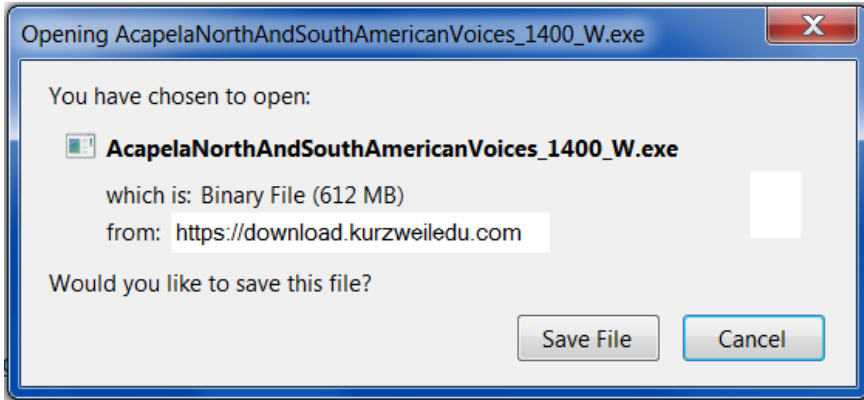 Opening AcapelaNorthAndSouthAmericanVoices_1400_W.exe
X
You have chosen to open:
AcapelaNorthAndSouthAmericanVoices_1400_W.exe
which is: Binary File (612 MB)
from: https://download.kurzweiledu.com
Would you like to save this file?
Save File Cancel